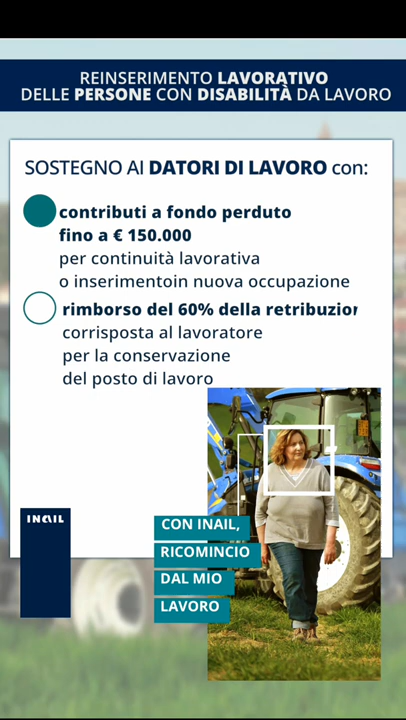 REINSERIMENTO LAVORATIVO
DELLE PERSONE CON DISABILITÀ DA LAVORO
SOSTEGNO AI DATORI DI LAVORO con:
contributi a fondo perduto
fino a € 150.000
per continuità lavorativa
o inserimentoin nuova occupazione
rimborso del 60% della retribuzior
corrisposta al lavoratore
per la conservazione
del posto di lavoro
INAIL
CON INAIL,
RICOMINCIO
DAL MIO
LAVORO